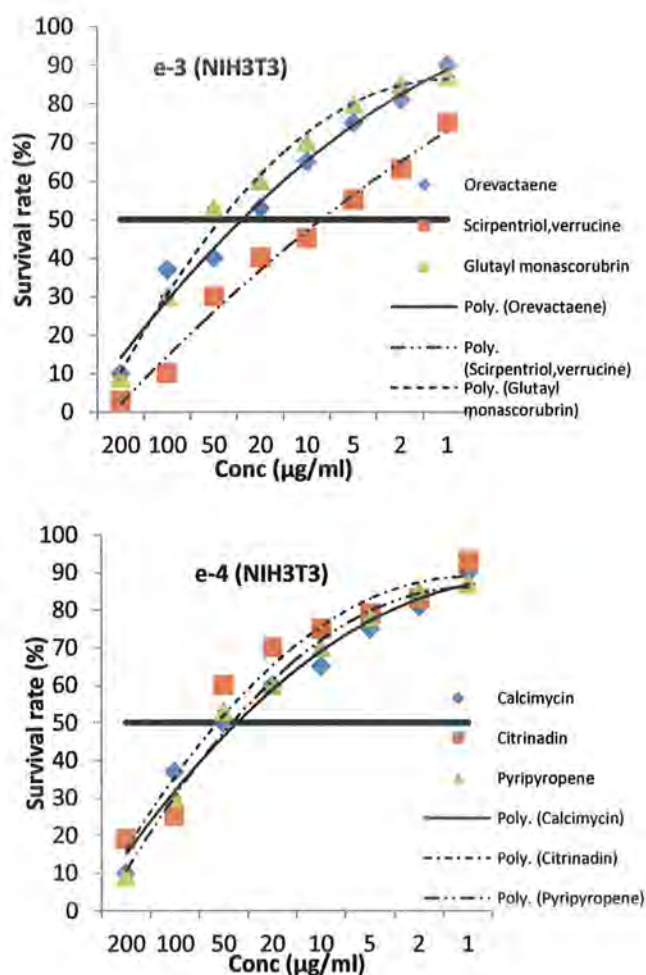 100
90
80
70
60
50
40
30
20
10
0
Survival rate (%)
e-3 (NIH3T3)
Orevactaene
Scirpentriol,verrucine
Glutayl monascorubrin
Poly. (Orevactaene)
Poly.
(Scirpentriol,verrucine)
Poly. (Glutayl
monascorubrin)
200 100 50 20 10 5 2 1
Conc (µg/ml)
100
90
80
70
60
50
40
30
20
10
0
Survival rate (%)
e-4 (NIH3T3)
Calcimycin
Citrinadin
Pyripyropene
Poly. (Calcimycin)
Poly. (Citrinadin)
Poly. (Pyripyropene)
200 100 50 20 10 5 2 1
Conc (µg/ml)